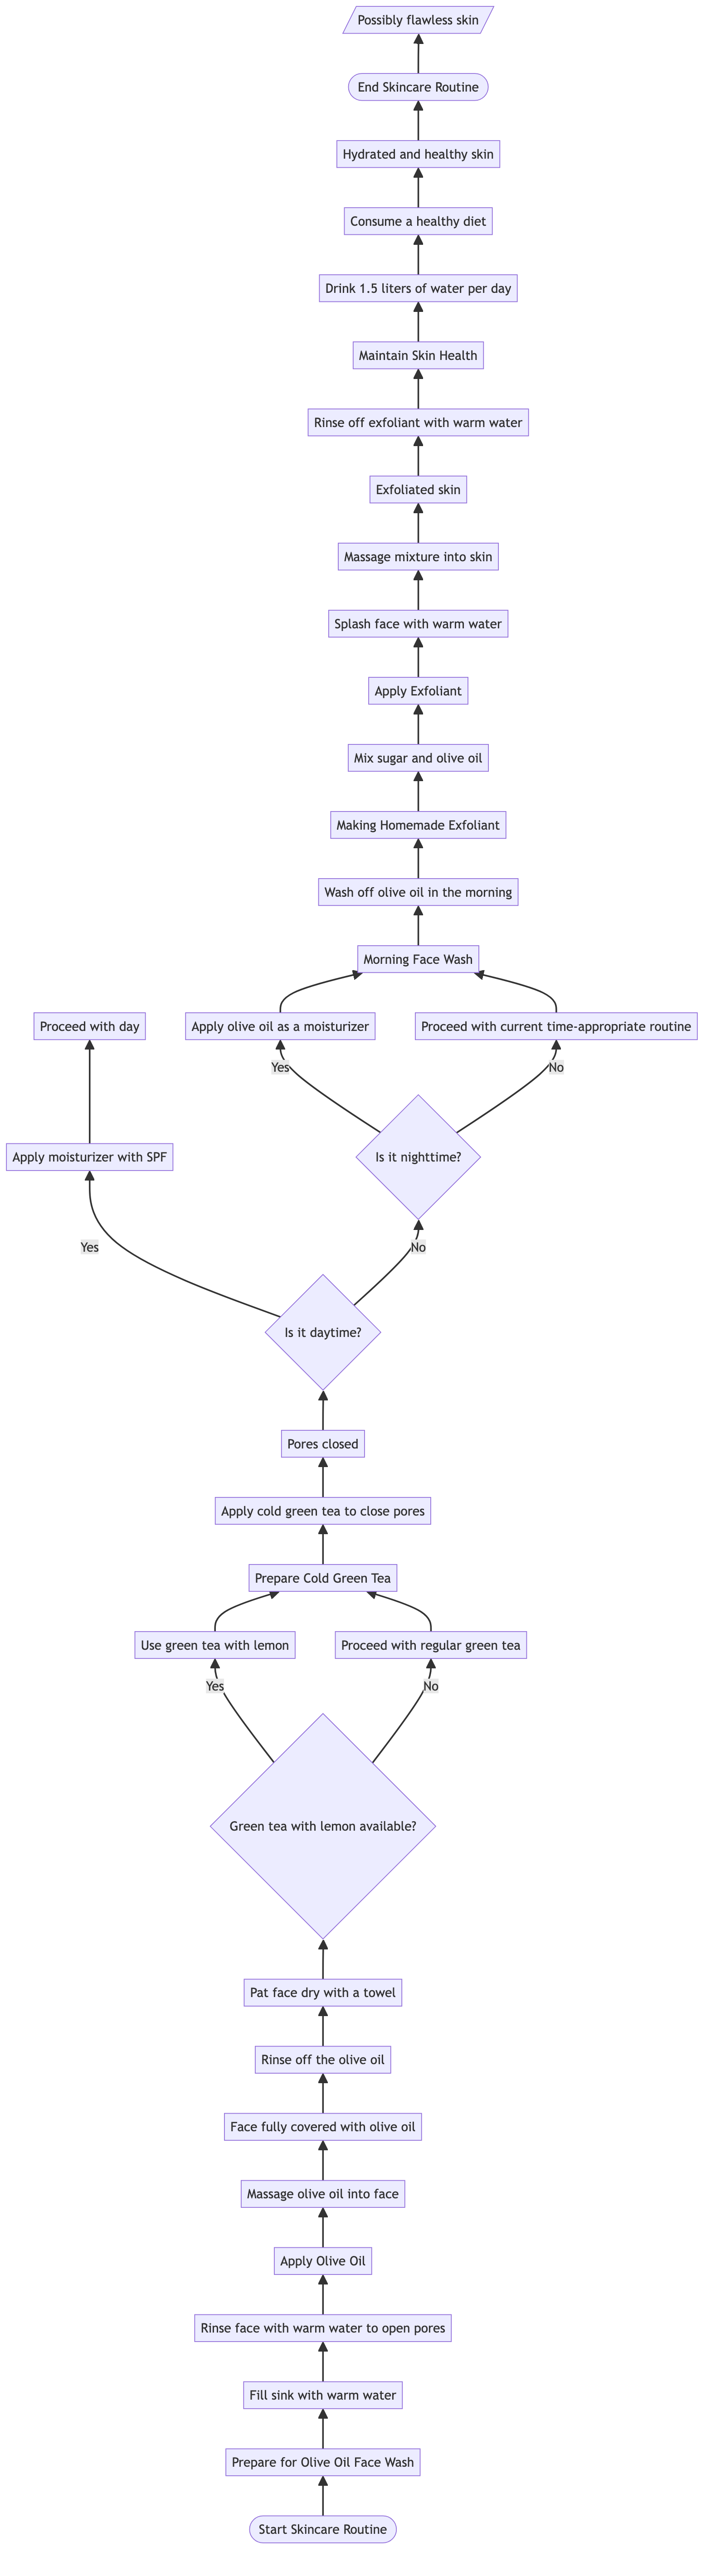 Possibly flawless skin
End Skincare Routine
Hydrated and healthy skin
Consume a healthy diet
Drink 1.5 liters of water per day
Maintain Skin Health
Rinse off exfoliant with warm water
Exfoliated skin
Massage mixture into skin
Splash face with warm water
Apply Exfoliant
Mix sugar and olive oil
Making Homemade Exfoliant
Wash off olive oil in the morning
Morning Face Wash
Proceed with day
Apply olive oil as a moisturizer
Proceed with current time-appropriate routine
Yes
No
Apply moisturizer with SPF
Is it nighttime?
Yes
No
Is it daytime?
Pores closed
Apply cold green tea to close pores
Prepare Cold Green Tea
Use green tea with lemon
Proceed with regular green tea
Yes
No
Green tea with lemon available?
Pat face dry with a towel
Rinse off the olive oil
Face fully covered with olive oil
Massage olive oil into face
Apply Olive Oil
Rinse face with warm water to open pores
Fill sink with warm water
Prepare for Olive Oil Face Wash
Start Skincare Routine